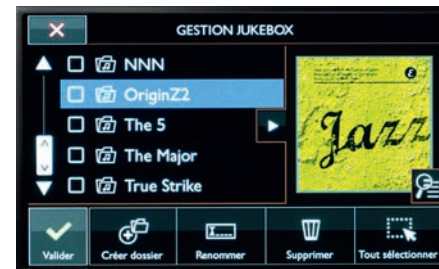 GESTION JUKEBOX
NNN
OriginZ2
The 5
The Major
True Strike
Jazz
Valider
Créer dossier
Renommer
Supprimer
Tout sélectionner